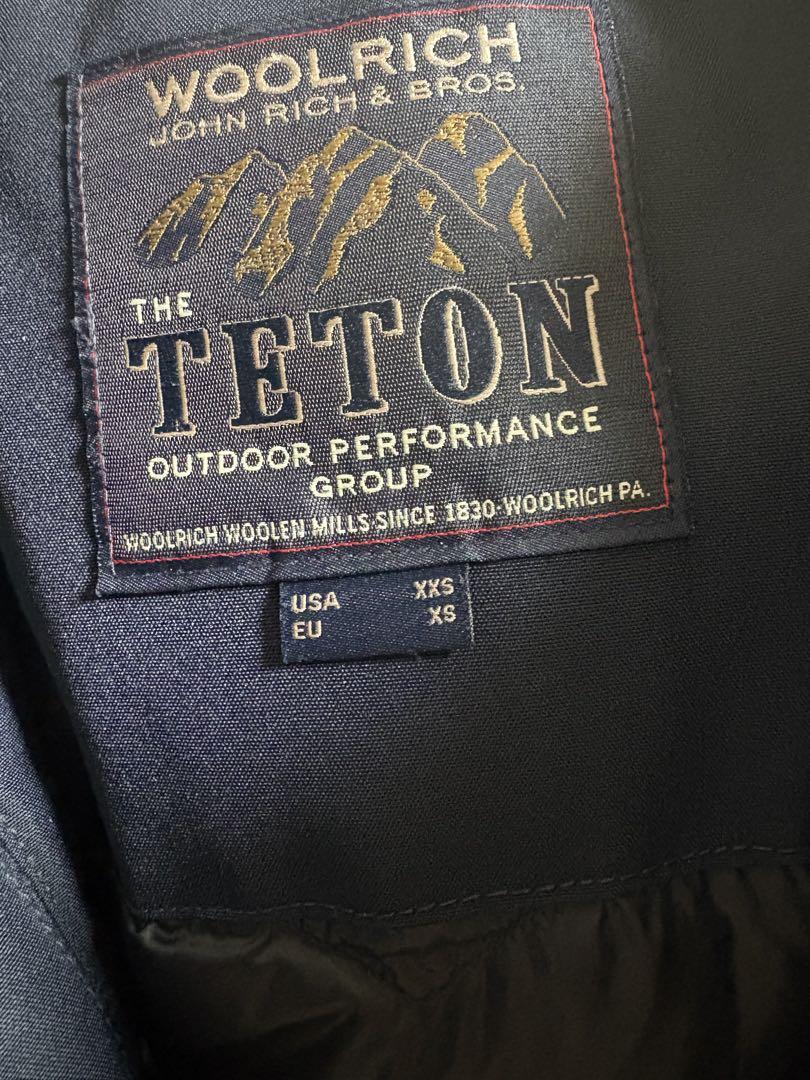 WOOLRICH
JOHN RICH & BROS.
THE
TETON
OUTDOOR PERFORMANCE
GROUP
WOOLRICH WOOLEN MILLS·SINCE 1830·WOOLRICH PA.
USA XXS
EU XS